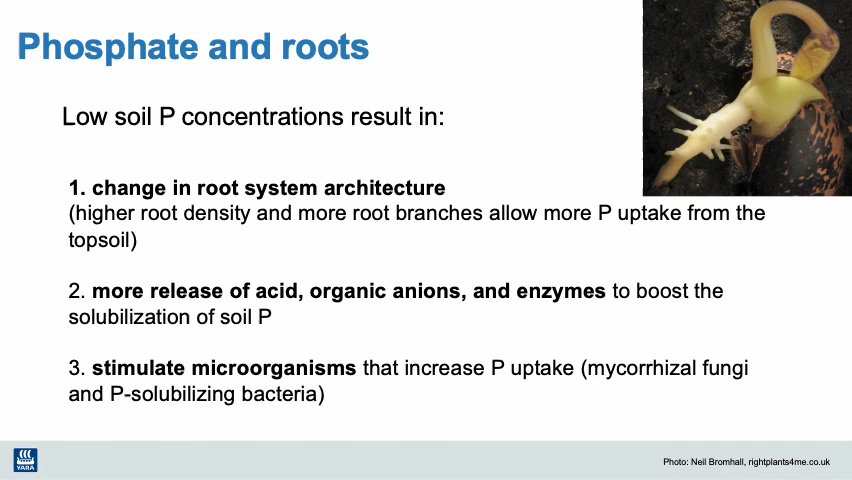 Phosphate and roots
Low soil P concentrations result in:
1. change in root system architecture
(higher root density and more root branches allow more P uptake from the
topsoil)
2. more release of acid, organic anions, and enzymes to boost the
solubilization of soil P
3. stimulate microorganisms that increase P uptake (mycorrhizal fungi
and P-solubilizing bacteria)
YARA
Photo: Neil Bromhall, rightplants4me.co.uk